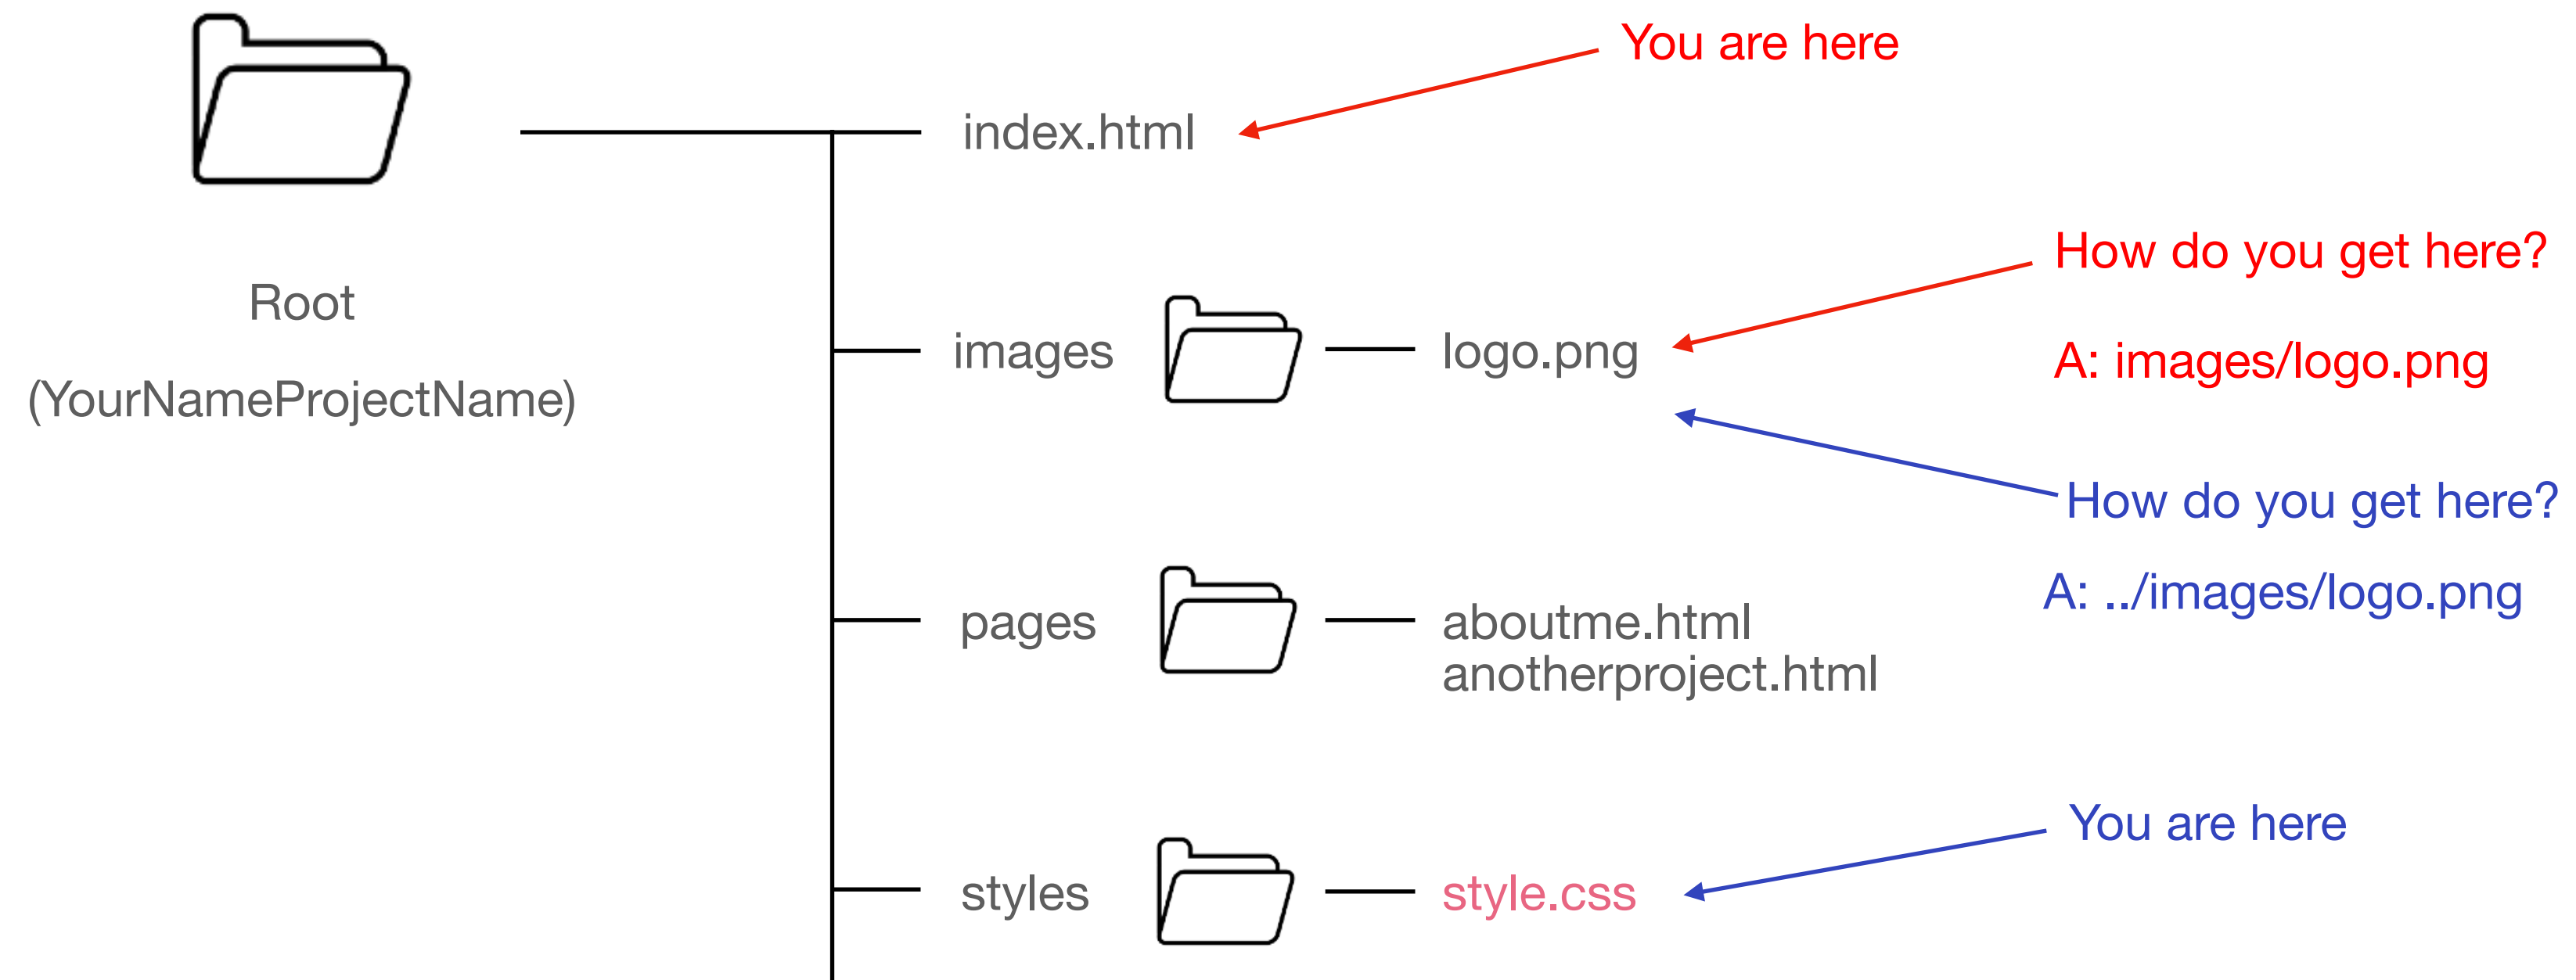 You are here
index.html
How do you get here?
Root
images
logo.png
A: images/logo.png
(YourNameProjectName)
How do you get here?
A: ../images/logo.png
pages
aboutme.html
anotherproject.html
You are here
styles
style.css